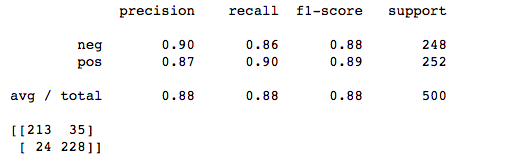 precision recall f1-score support
neg 0.90 0.86 0.88 248
pos 0.87 0.90 0.89 252
avg / total 0.88 0.88 0.88 500
[[213 35]
[ 24 228]]